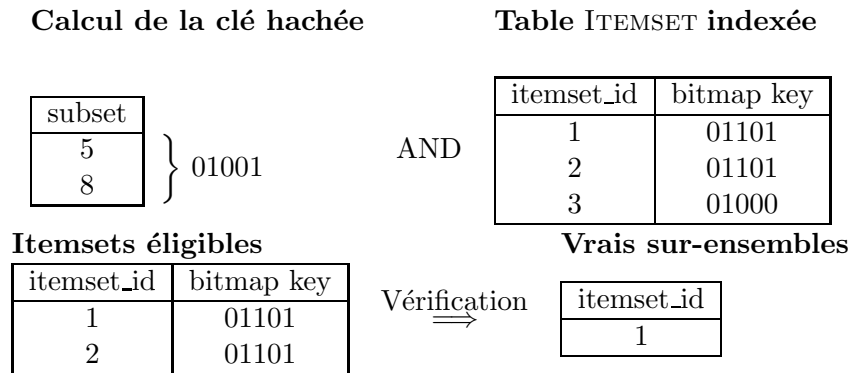 Calcul de la clé hachée
Table ITEMSET indexée
subset
5
8
} 01001
AND
itemset_id bitmap key
1 01101
2 01101
3 01000
Itemsets éligibles
itemset_id bitmap key
1 01101
2 01101
Vérification
⟹
Vrais sur-ensembles
itemset_id
1